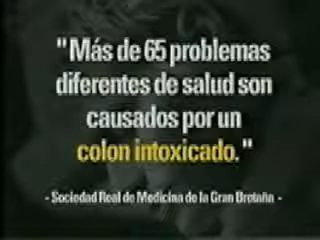 "Más de 65 problemas
diferentes de salud son
causados por un
colon intoxicado."
- Sociedad Real de Medicina de la Gran Bretaña -